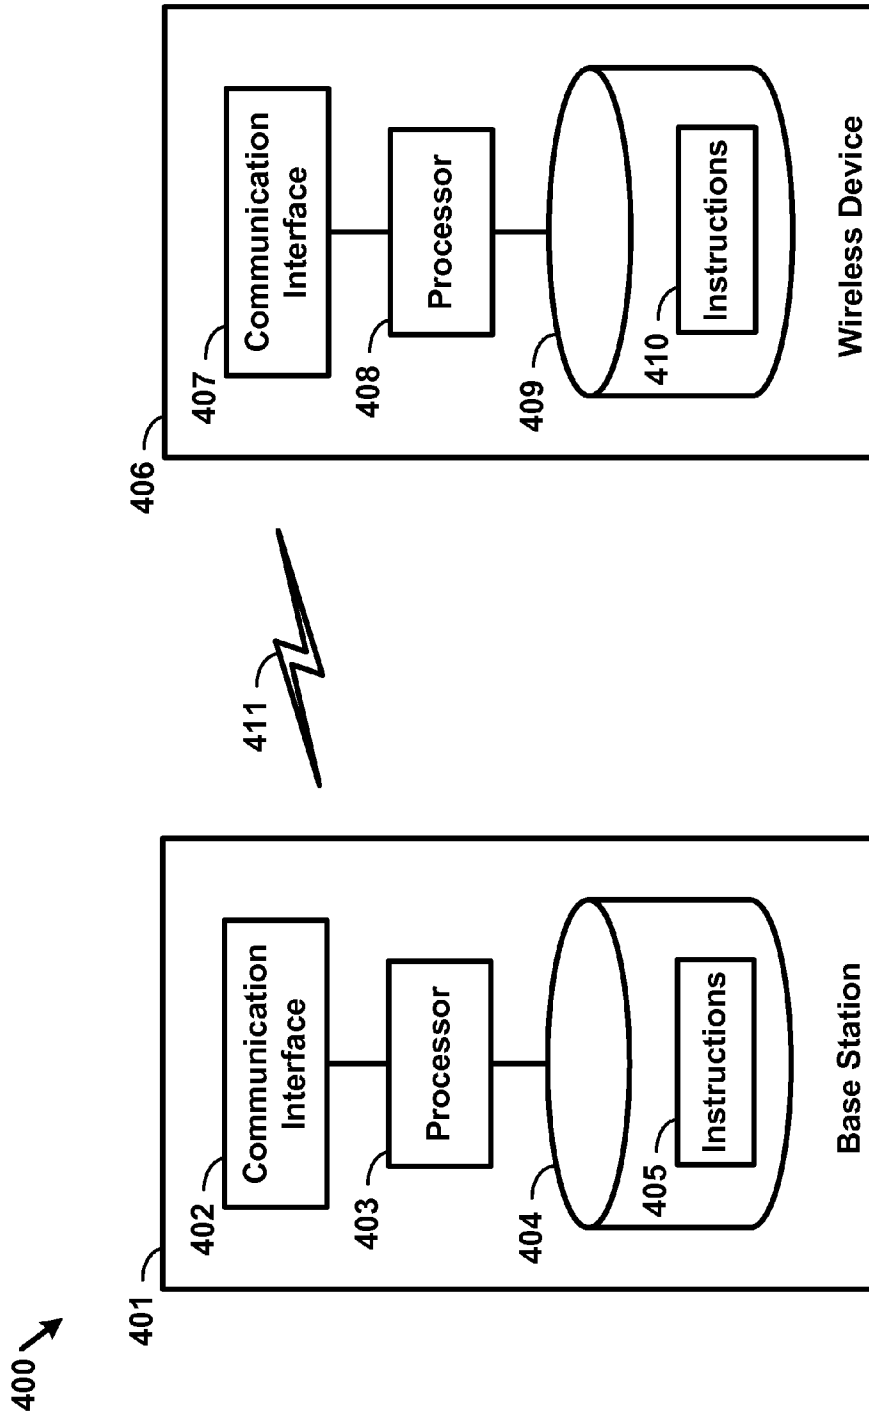 400
401
402
Communication
Interface
403
Processor
404
405
Instructions
Base Station
411
406
407
Communication
Interface
408
Processor
409
410
Instructions
Wireless Device